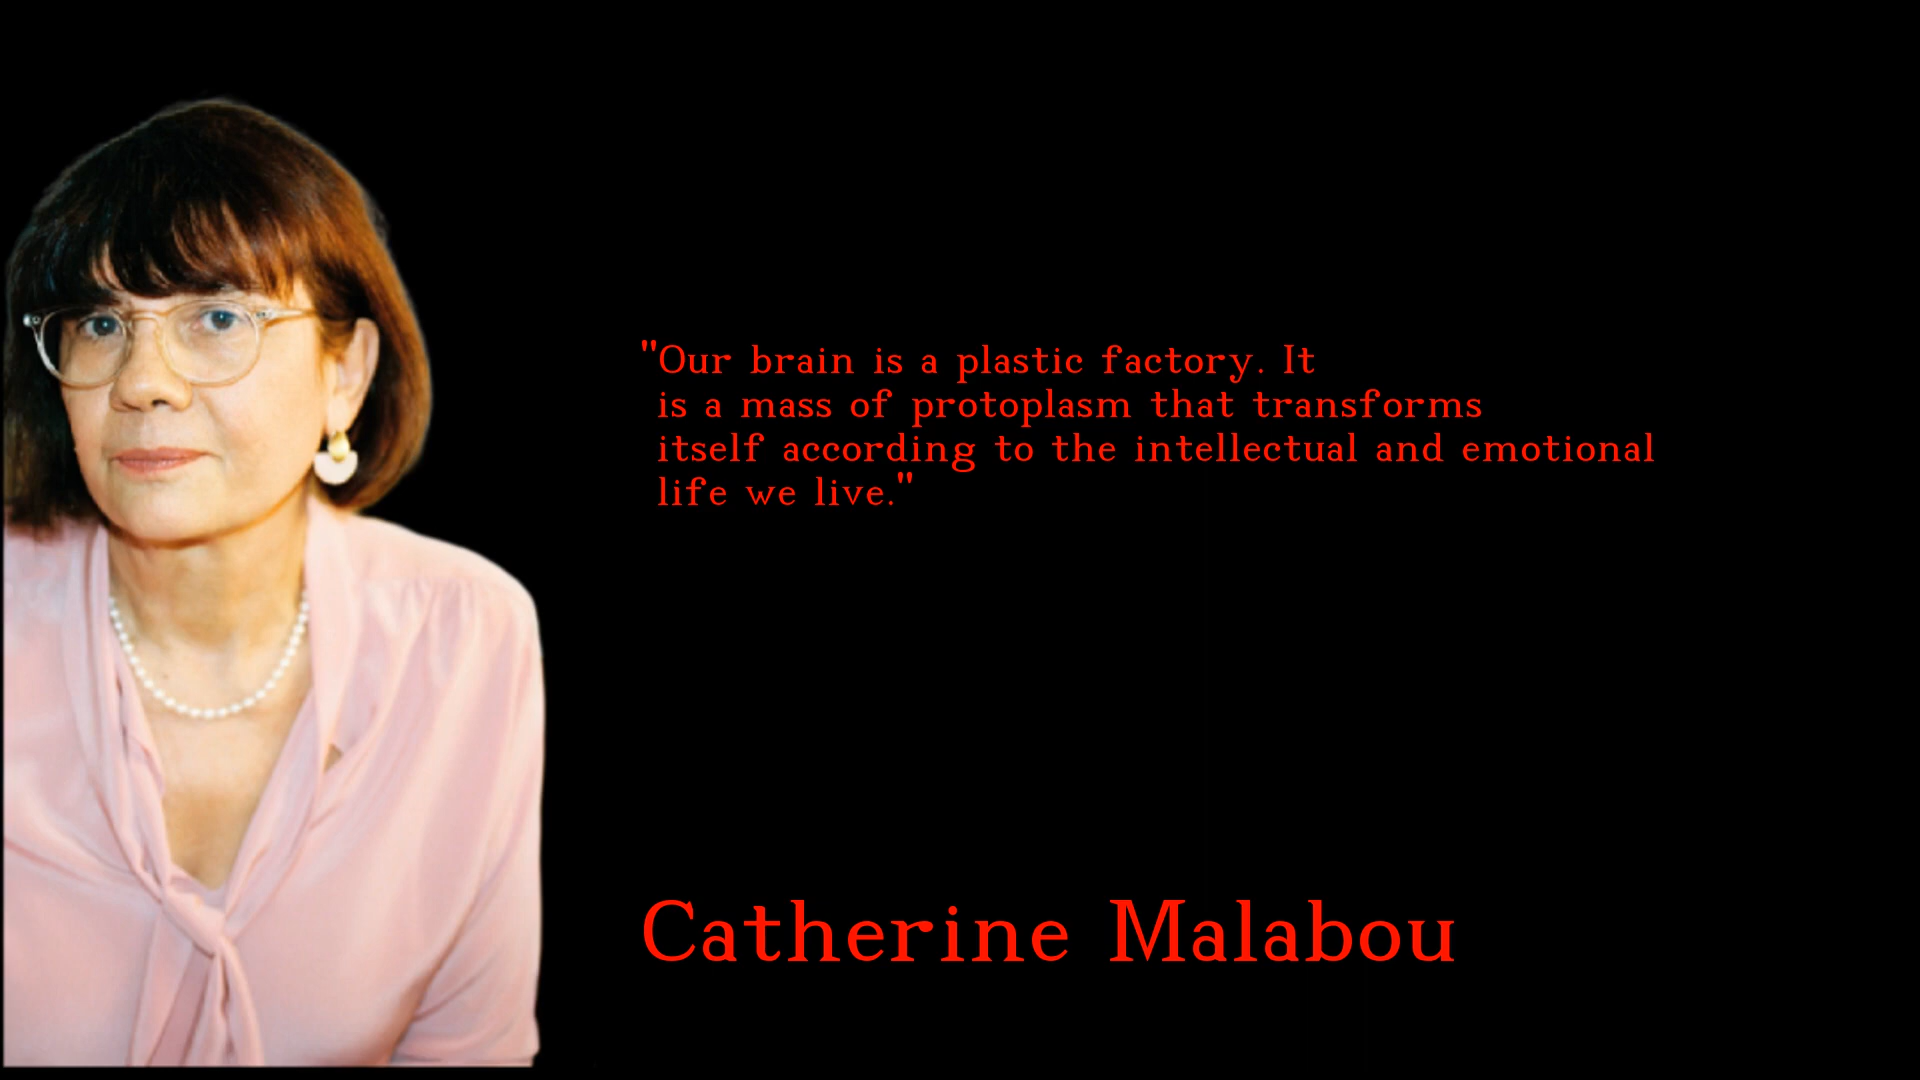 "Our brain is a plastic factory. It
is a mass of protoplasm that transforms
itself according to the intellectual and emotional
life we live."
Catherine Malabou